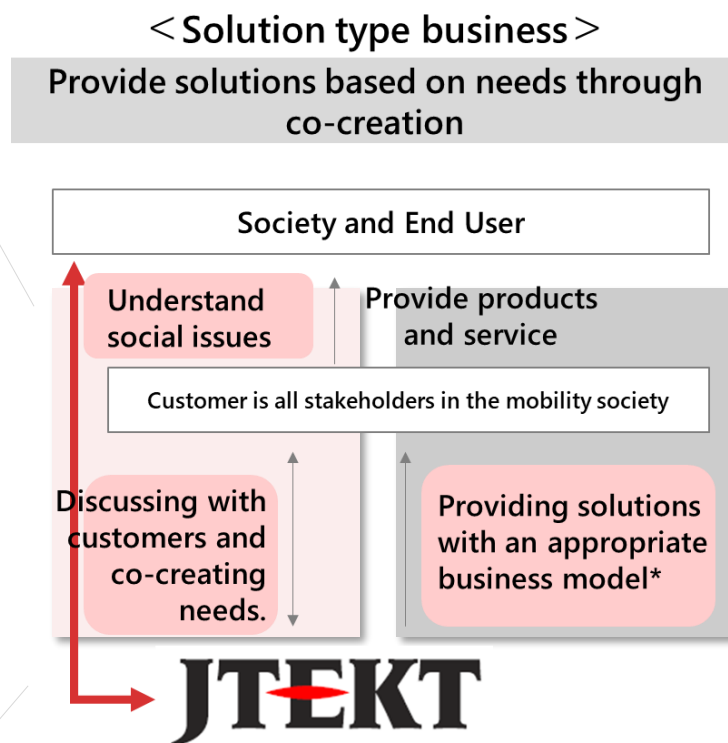 ＜Solution type business＞
Provide solutions based on needs through
co-creation
Society and End User
Understand
social issues
Provide products
and service
Customer is all stakeholders in the mobility society
Discussing with
customers and
co-creating
needs.
Providing solutions
with an appropriate
business model*
JTEKT